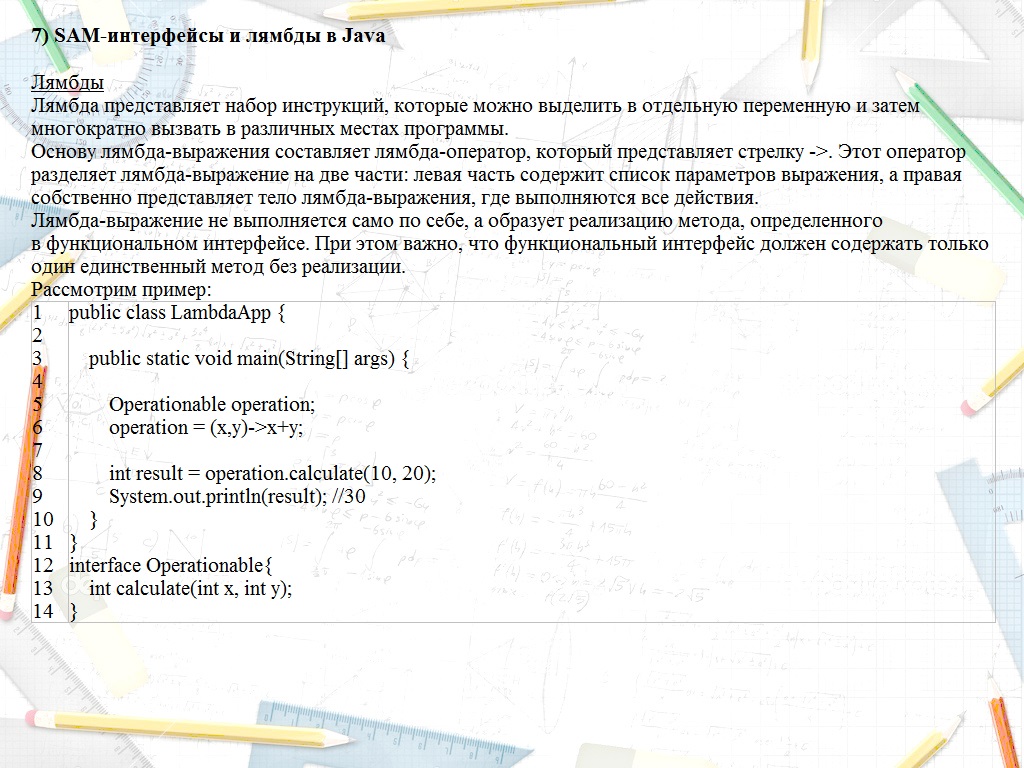 7) SAM-интерфейсы и лямбды в Java
Лямбды
Лямбда представляет набор инструкций, которые можно выделить в отдельную переменную и затем
многократно вызвать в различных местах программы.
Основу лямбда-выражения составляет лямбда-оператор, который представляет стрелку ->. Этот оператор
разделяет лямбда-выражение на две части: левая часть содержит список параметров выражения, а правая
собственно представляет тело лямбда-выражения, где выполняются все действия.
Лямбда-выражение не выполняется само по себе, а образует реализацию метода, определенного
в функциональном интерфейсе. При этом важно, что функциональный интерфейс должен содержать только
один единственный метод без реализации.
Рассмотрим пример:
1 public class LambdaApp {
2
3 public static void main(String[] args) {
4
5 Operationable operation;
6 operation = (x,y)->x+y;
7
8 int result = operation.calculate(10, 20);
9 System.out.println(result); //30
10 }
11 }
12 interface Operationable{
13 int calculate(int x, int y);
14 }